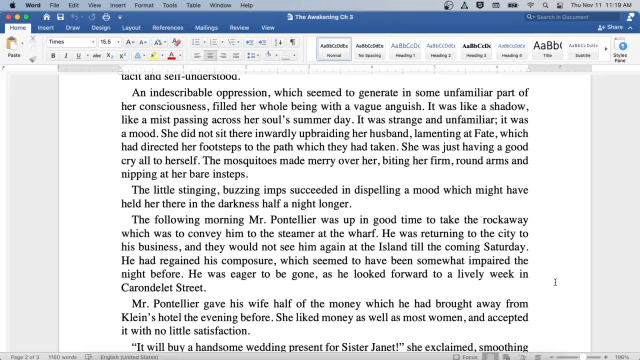 Word File Edit View Insert Format Tools Table Window Help
Thu Nov 11 11:19 AM
The Awakening Ch 3
Search in Document
Home Insert Draw Design Layout References Mailings Review View
Share
Paste
Times
15.5
AaBbCcDdEe AaBbCcDdEe AaBbCcDc
Normal No Spacing Heading 1 Heading 2 Heading 3 Heading 4 Title Subtitle
tacit and self-understood.
An indescribable oppression, which seemed to generate in some unfamiliar part of
her consciousness, filled her whole being with a vague anguish. It was like a shadow,
like a mist passing across her soul's summer day. It was strange and unfamiliar; it was
a mood. She did not sit there inwardly upbraiding her husband, lamenting at Fate, which
had directed her footsteps to the path which they had taken. She was just having a good
cry all to herself. The mosquitoes made merry over her, biting her firm, round arms and
nipping at her bare insteps.
The little stinging, buzzing imps succeeded in dispelling a mood which might have
held her there in the darkness half a night longer.
The following morning Mr. Pontellier was up in good time to take the rockaway
which was to convey him to the steamer at the wharf. He was returning to the city to
his business, and they would not see him again at the Island till the coming Saturday.
He had regained his composure, which seemed to have been somewhat impaired the
night before. He was eager to be gone, as he looked forward to a lively week in
Carondelet Street.
Mr. Pontellier gave his wife half of the money which he had brought away from
Klein's hotel the evening before. She liked money as well as most women, and accepted
it with no little satisfaction.
"It will buy a handsome wedding present for Sister Janet!" she exclaimed, smoothing
Page 2 of 3 1160 words English (United States)
Focus
196%